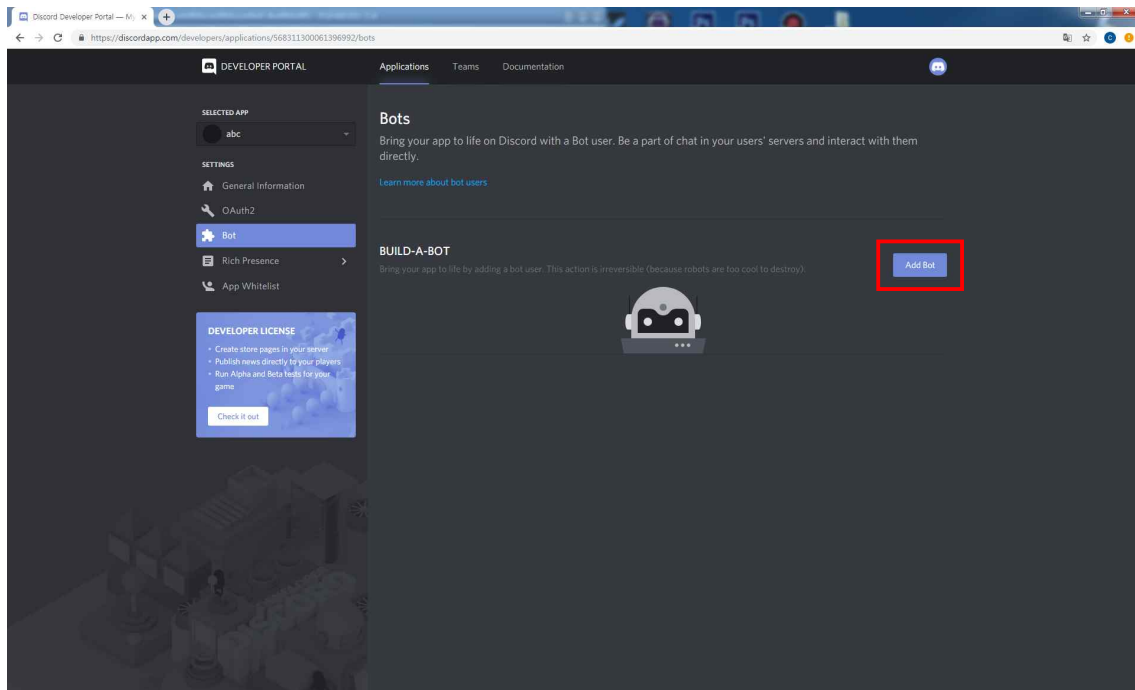 Discord Developer Portal — My
https://discordapp.com/developers/applications/568311300061396992/bots
DEVELOPER PORTAL
Applications
Teams
Documentation
SELECTED APP
abc
SETTINGS
General Information
OAuth2
Bot
Rich Presence
App Whitelist
DEVELOPER LICENSE
• Create store pages in your server
• Publish news directly to your players
• Run Alpha and Beta tests for your
game
Check it out
Bots
Bring your app to life on Discord with a Bot user. Be a part of chat in your users' servers and interact with them
directly.
Learn more about bot users
BUILD-A-BOT
Bring your app to life by adding a bot user. This action is irreversible (because robots are too cool to destroy).
Add Bot